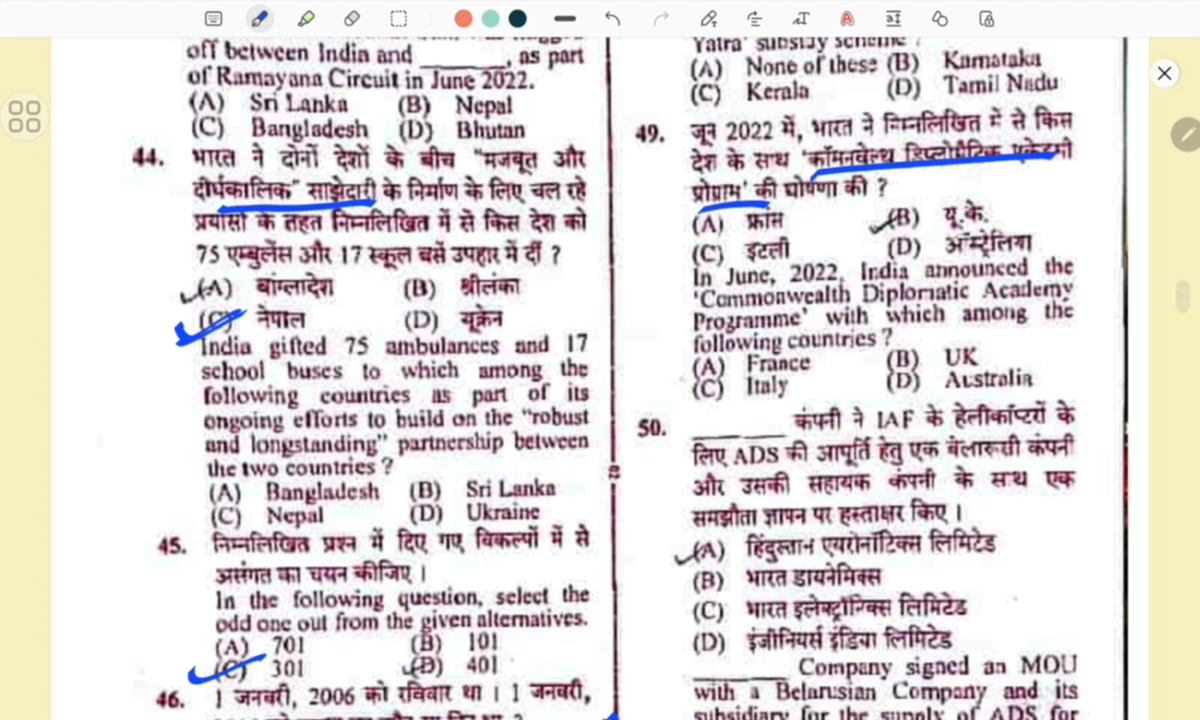 off between India and ______, as part
of Ramayana Circuit in June 2022.
(A) Sri Lanka (B) Nepal
(C) Bangladesh (D) Bhutan
44. भारत ने दोनों देशों के बीच "मजबूत और
दीर्घकालिक" साझेदारी के निर्माण के लिए चल रहे
प्रयासों के तहत निम्नलिखित में से किस देश को
75 एम्बुलेंस और 17 स्कूल बसें उपहार में दीं ?
(A) बांग्लादेश (B) श्रीलंका
(C) नेपाल (D) यूक्रेन
India gifted 75 ambulances and 17
school buses to which among the
following countries as part of its
ongoing efforts to build on the "robust
and longstanding" partnership between
the two countries ?
(A) Bangladesh (B) Sri Lanka
(C) Nepal (D) Ukraine
45. निम्नलिखित प्रश्न में दिए गए विकल्पों में से
असंगत का चयन कीजिए ।
In the following question, select the
odd one out from the given alternatives.
(A) 701 (B) 101
(C) 301 (D) 401
46. 1 जनवरी, 2006 को रविवार था । 1 जनवरी,
Yatra' subsidy scheme ?
(A) None of these (B) Karnataka
(C) Kerala (D) Tamil Nadu
49. जून 2022 में, भारत ने निम्नलिखित में से किस
देश के साथ 'कॉमनवेल्थ डिप्लोमैटिक एकेडमी
प्रोग्राम' की घोषणा की ?
(A) फ्रांस (B) यू.के.
(C) इटली (D) ऑस्ट्रेलिया
In June, 2022, India announced the
'Commonwealth Diplomatic Academy
Programme' with which among the
following countries ?
(A) France (B) UK
(C) Italy (D) Australia
50. ______ कंपनी ने IAF के हेलीकॉप्टरों के
लिए ADS की आपूर्ति हेतु एक बेलारूसी कंपनी
और उसकी सहायक कंपनी के साथ एक
समझौता ज्ञापन पर हस्ताक्षर किए ।
(A) हिंदुस्तान एयरोनॉटिक्स लिमिटेड
(B) भारत डायनेमिक्स
(C) भारत इलेक्ट्रॉनिक्स लिमिटेड
(D) इंजीनियर्स इंडिया लिमिटेड
______ Company signed an MOU
with a Belarusian Company and its
subsidiary for the supply of ADS for